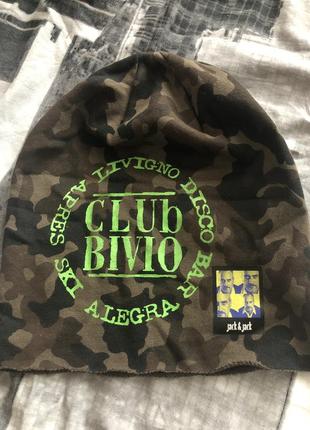 APRES SKI
LIVIGNO DISCO BAR
CLUb
BIVIO
ALEGRA
jack & jack